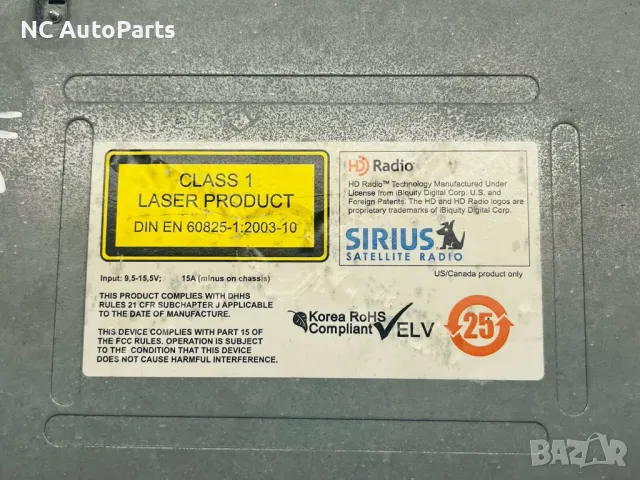 NC AutoParts
CLASS 1
LASER PRODUCT
DIN EN 60825-1:2003-10
HD Radio
HD Radio™ Technology Manufactured Under
License from iBiquity Digital Corp. U.S. and
Foreign Patents. The HD and HD Radio logos are
proprietary trademarks of iBiquity Digital Corp.
SIRIUS
SATELLITE RADIO
US/Canada product only
Input: 9,5-15,5V; 15A (minus on chassis)
THIS PRODUCT COMPLIES WITH DHHS
RULES 21 CFR SUBCHAPTER J APPLICABLE
TO THE DATE OF MANUFACTURE.
THIS DEVICE COMPLIES WITH PART 15 OF
THE FCC RULES. OPERATION IS SUBJECT
TO THE CONDITION THAT THIS DEVICE
DOES NOT CAUSE HARMFUL INTERFERENCE.
Korea RoHS
Compliant
ELV
25
BAZAR
bg